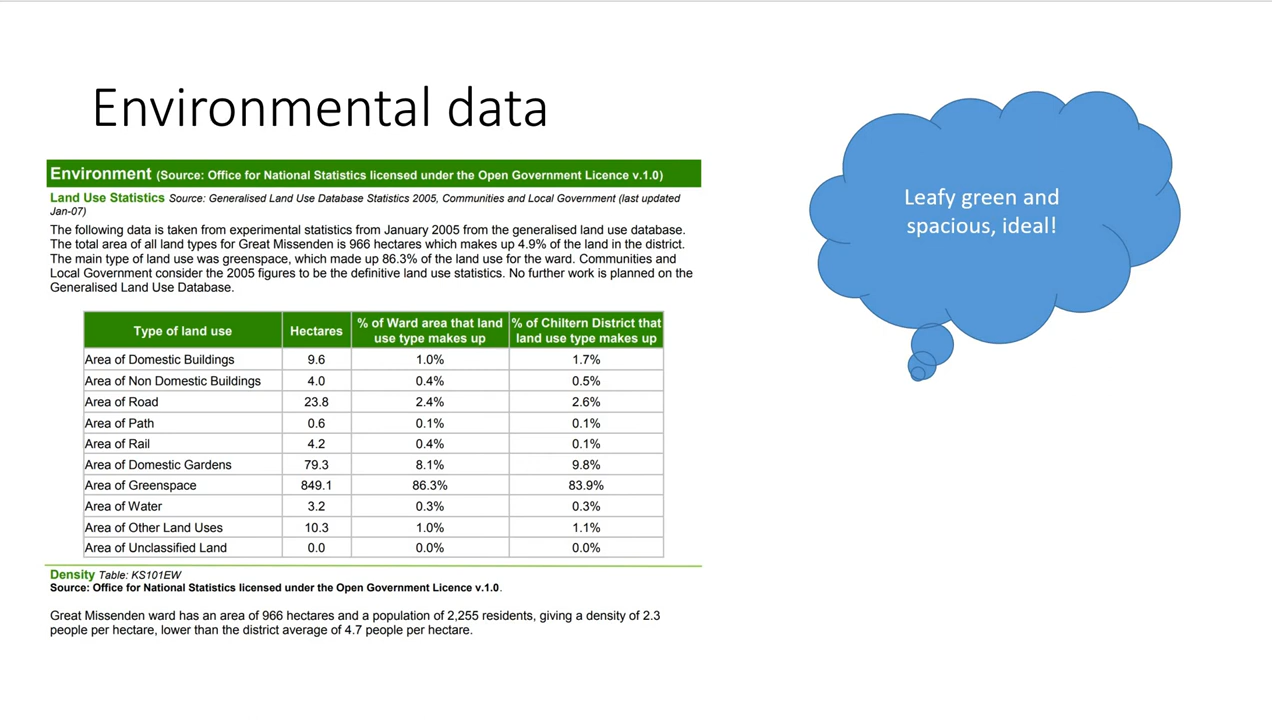 Environmental data
Environment (Source: Office for National Statistics licensed under the Open Government Licence v.1.0)
Land Use Statistics Source: Generalised Land Use Database Statistics 2005, Communities and Local Government (last updated
Jan-07)
The following data is taken from experimental statistics from January 2005 from the generalised land use database.
The total area of all land types for Great Missenden is 966 hectares which makes up 4.9% of the land in the district.
The main type of land use was greenspace, which made up 86.3% of the land use for the ward. Communities and
Local Government consider the 2005 figures to be the definitive land use statistics. No further work is planned on the
Generalised Land Use Database.
Type of land use Hectares % of Ward area that land use type makes up % of Chiltern District that land use type makes up
Area of Domestic Buildings 9.6 1.0% 1.7%
Area of Non Domestic Buildings 4.0 0.4% 0.5%
Area of Road 23.8 2.4% 2.6%
Area of Path 0.6 0.1% 0.1%
Area of Rail 4.2 0.4% 0.1%
Area of Domestic Gardens 79.3 8.1% 9.8%
Area of Greenspace 849.1 86.3% 83.9%
Area of Water 3.2 0.3% 0.3%
Area of Other Land Uses 10.3 1.0% 1.1%
Area of Unclassified Land 0.0 0.0% 0.0%
Density Table: KS101EW
Source: Office for National Statistics licensed under the Open Government Licence v.1.0.
Great Missenden ward has an area of 966 hectares and a population of 2,255 residents, giving a density of 2.3
people per hectare, lower than the district average of 4.7 people per hectare.
Leafy green and
spacious, ideal!